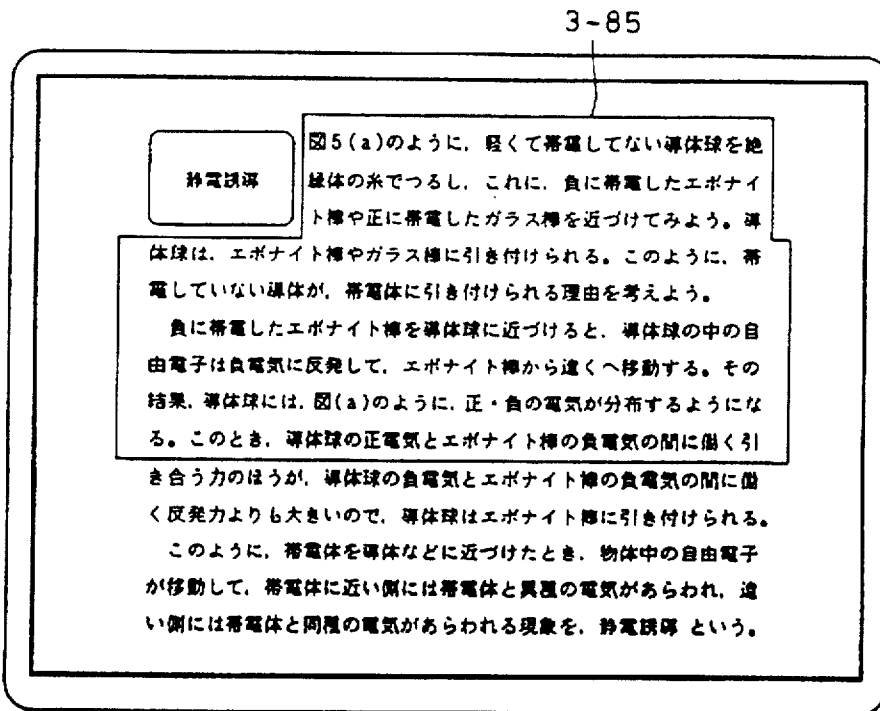 3-85
静電誘導
図5(a)のように、軽くて帯電してない導体球を絶
縁体の糸でつるし、これに、負に帯電したエボナイ
ト棒や正に帯電したガラス棒を近づけてみよう。導
体球は、エボナイト棒やガラス棒に引き付けられる。このように、帯
電していない導体が、帯電体に引き付けられる理由を考えよう。
負に帯電したエボナイト棒を導体球に近づけると、導体球の中の自
由電子は負電気に反発して、エボナイト棒から遠くへ移動する。その
結果、導体球には、図(a)のように、正・負の電気が分布するようにな
る。このとき、導体球の正電気とエボナイト棒の負電気の間に働く引
き合う力のほうが、導体球の負電気とエボナイト棒の負電気の間に働
く反発力よりも大きいので、導体球はエボナイト棒に引き付けられる。
このように、帯電体を導体などに近づけたとき、物体中の自由電子
が移動して、帯電体に近い側には帯電体と異種の電気があらわれ、遠
い側には帯電体と同種の電気があらわれる現象を、静電誘導 という。